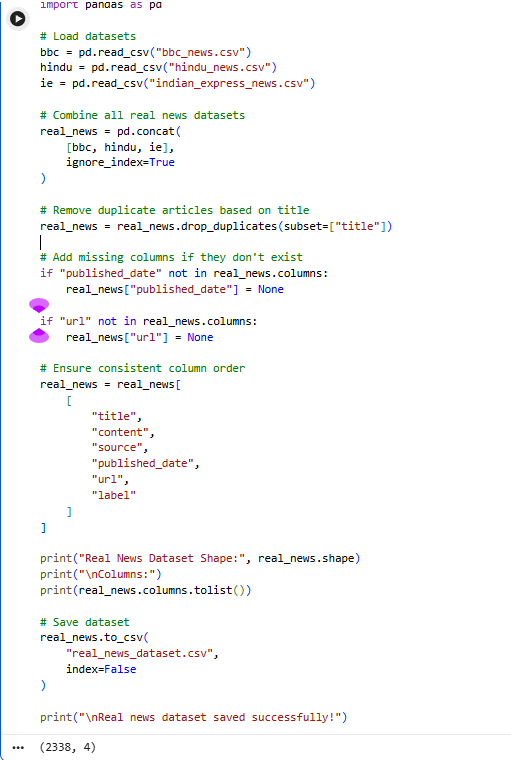 import pandas as pd
# Load datasets
bbc = pd.read_csv("bbc_news.csv")
hindu = pd.read_csv("hindu_news.csv")
ie = pd.read_csv("indian_express_news.csv")
# Combine all real news datasets
real_news = pd.concat(
    [bbc, hindu, ie],
    ignore_index=True
)
# Remove duplicate articles based on title
real_news = real_news.drop_duplicates(subset=["title"])
# Add missing columns if they don't exist
if "published_date" not in real_news.columns:
    real_news["published_date"] = None
if "url" not in real_news.columns:
    real_news["url"] = None
# Ensure consistent column order
real_news = real_news[
    [
        "title",
        "content",
        "source",
        "published_date",
        "url",
        "label"
    ]
]
print("Real News Dataset Shape:", real_news.shape)
print("\nColumns:")
print(real_news.columns.tolist())
# Save dataset
real_news.to_csv(
    "real_news_dataset.csv",
    index=False
)
print("\nReal news dataset saved successfully!")
(2338, 4)